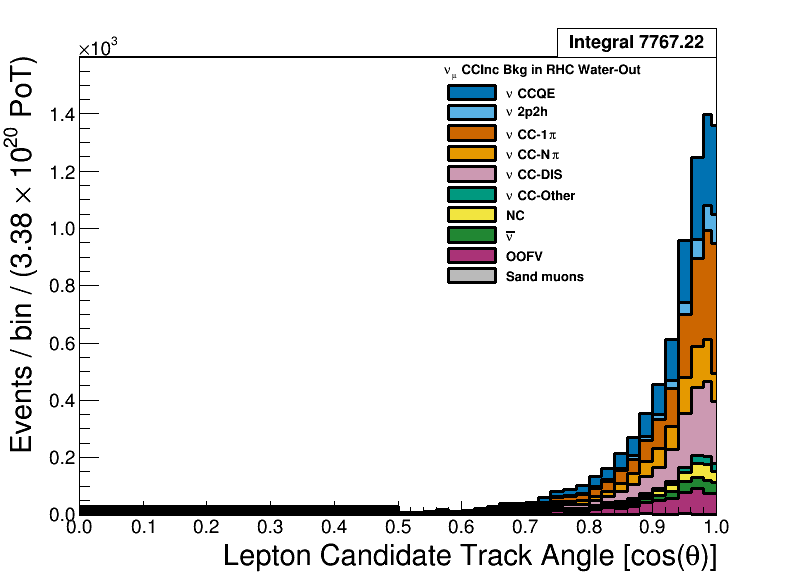 ×10³
Integral 7767.22
ν_μ CCInc Bkg in RHC Water-Out
ν CCQE
ν 2p2h
ν CC-1π
ν CC-Nπ
ν CC-DIS
ν CC-Other
NC
ν̅
OOFV
Sand muons
Events / bin / (3.38 × 10²⁰ PoT)
1.4
1.2
1.0
0.8
0.6
0.4
0.2
0.0
0.0 0.1 0.2 0.3 0.4 0.5 0.6 0.7 0.8 0.9 1.0
Lepton Candidate Track Angle [cos(θ)]